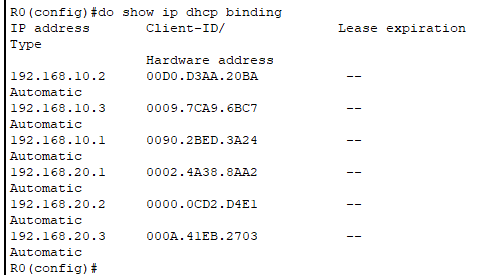 R0(config)#do show ip dhcp binding
IP address       Client-ID/              Lease expiration
Type
                 Hardware address
192.168.10.2     00D0.D3AA.20BA           --
Automatic
192.168.10.3     0009.7CA9.6BC7           --
Automatic
192.168.10.1     0090.2BED.3A24           --
Automatic
192.168.20.1     0002.4A38.8AA2           --
Automatic
192.168.20.2     0000.0CD2.D4E1           --
Automatic
192.168.20.3     000A.41EB.2703           --
Automatic
R0(config)#